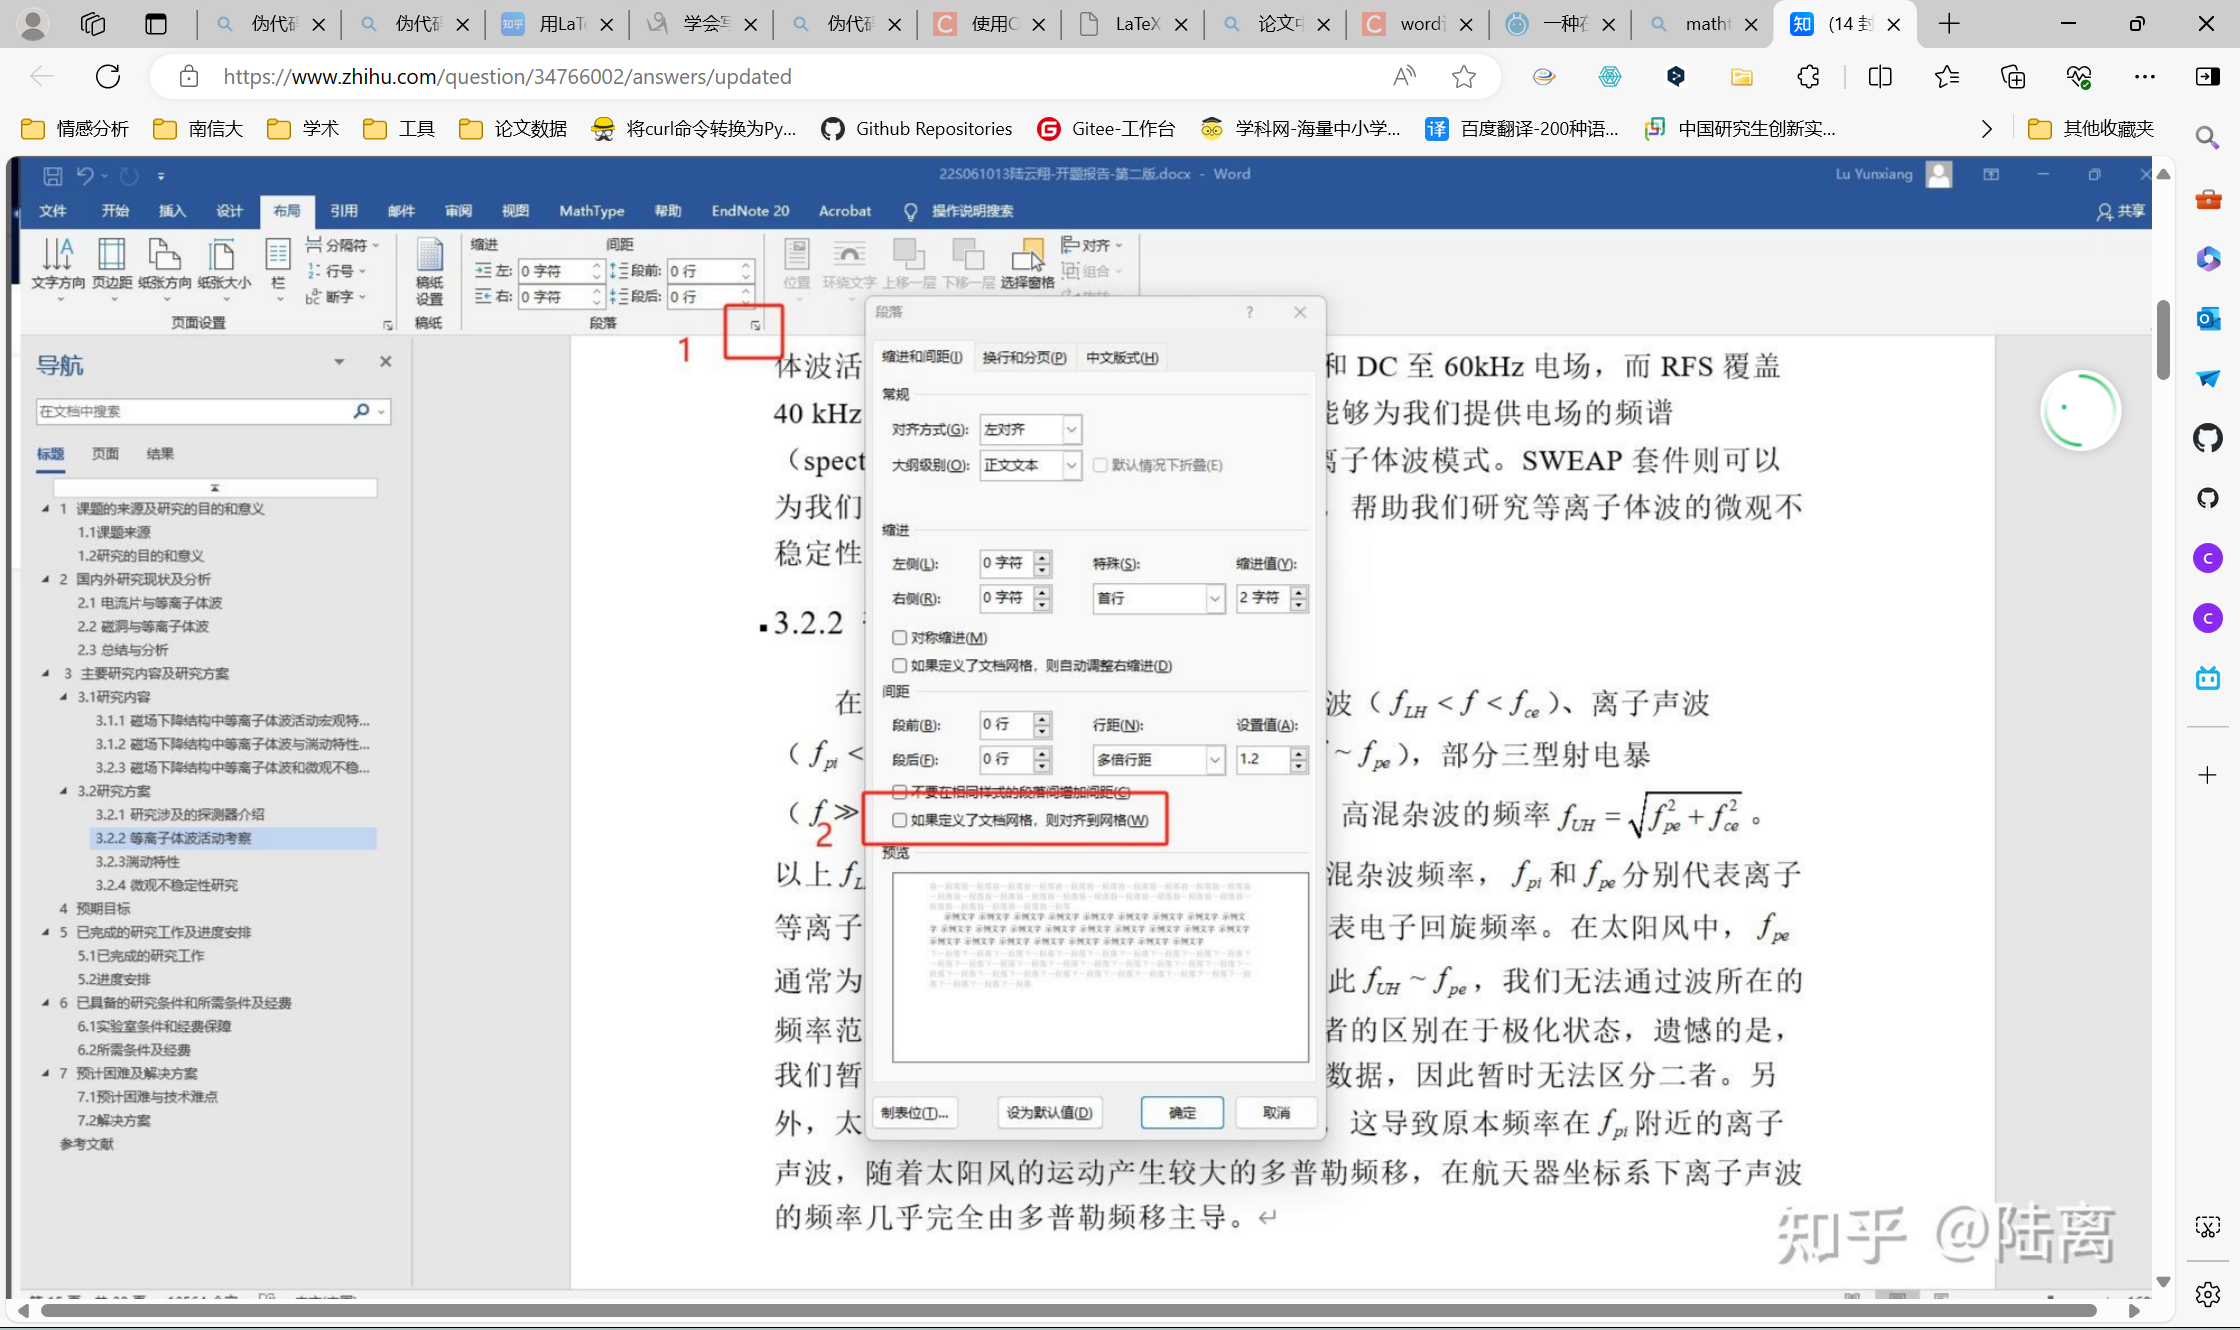 伪代码
伪代码
用LaTe
学会写
伪代码
使用C
LaTeX
论文中
word
一种在
matht
(14 封
https://www.zhihu.com/question/34766002/answers/updated
情感分析
南信大
学术
工具
论文数据
将curl命令转换为Py...
Github Repositories
Gitee-工作台
学科网-海量中小学...
百度翻译-200种语...
中国研究生创新实...
其他收藏夹
22S061013陆云翔-开题报告-第二版.docx - Word
Lu Yunxiang
文件 开始 插入 设计 布局 引用 邮件 审阅 视图 MathType 帮助 EndNote 20 Acrobat 操作说明搜索
共享
文字方向 页边距 纸张方向 纸张大小 栏
分隔符
行号
断字
页面设置
稿纸设置
稿纸
缩进 间距
左: 0 字符 段前: 0 行
右: 0 字符 段后: 0 行
段落
位置 环绕文字 上移一层 下移一层 选择窗格
对齐
组合
1
导航
在文档中搜索
标题 页面 结果
1 课题的来源及研究的目的和意义
1.1课题来源
1.2研究的目的和意义
2 国内外研究现状及分析
2.1 电流片与等离子体波
2.2 磁洞与等离子体波
2.3 总结与分析
3 主要研究内容及研究方案
3.1研究内容
3.1.1 磁场下降结构中等离子体波活动宏观特...
3.1.2 磁场下降结构中等离子体波与湍动特性...
3.2.3 磁场下降结构中等离子体波和微观不稳...
3.2研究方案
3.2.1 研究涉及的探测器介绍
3.2.2 等离子体波活动考察
3.2.3湍动特性
3.2.4 微观不稳定性研究
4 预期目标
5 已完成的研究工作及进度安排
5.1已完成的研究工作
5.2进度安排
6 已具备的研究条件和所需条件及经费
6.1实验室条件和经费保障
6.2所需条件及经费
7 预计困难及解决方案
7.1预计困难与技术难点
7.2解决方案
参考文献
段落
缩进和间距(I) 换行和分页(P) 中文版式(H)
常规
对齐方式(G): 左对齐
大纲级别(O): 正文文本 默认情况下折叠(E)
缩进
左侧(L): 0 字符 特殊(S): 缩进值(Y):
右侧(R): 0 字符 首行 2 字符
对称缩进(M)
如果定义了文档网格，则自动调整右缩进(D)
间距
段前(B): 0 行 行距(N): 设置值(A):
段后(F): 0 行 多倍行距 1.2
不要在相同样式的段落间增加间距(C)
如果定义了文档网格，则对齐到网格(W)
2
预览
制表位(T)... 设为默认值(D) 确定 取消
体波活 和 DC 至 60kHz 电场，而 RFS 覆盖
40 kHz 能够为我们提供电场的频谱
（spect 离子体波模式。SWEAP 套件则可以
为我们 ，帮助我们研究等离子体波的微观不
稳定性
3.2.2
在 波（f_LH < f < f_ce）、离子声波
（f_pi < ~ f_pe），部分三型射电暴
（f ≫ 高混杂波的频率 f_UH = √(f_pe^2 + f_ce^2) 。
以上 f_L 混杂波频率，f_pi 和 f_pe 分别代表离子
等离子 表电子回旋频率。在太阳风中，f_pe
通常为 此 f_UH ~ f_pe，我们无法通过波所在的
频率范 者的区别在于极化状态，遗憾的是，
我们暂 数据，因此暂时无法区分二者。另
外，太 ，这导致原本频率在 f_pi 附近的离子
声波，随着太阳风的运动产生较大的多普勒频移，在航天器坐标系下离子声波
的频率几乎完全由多普勒频移主导。
知乎 @陆离